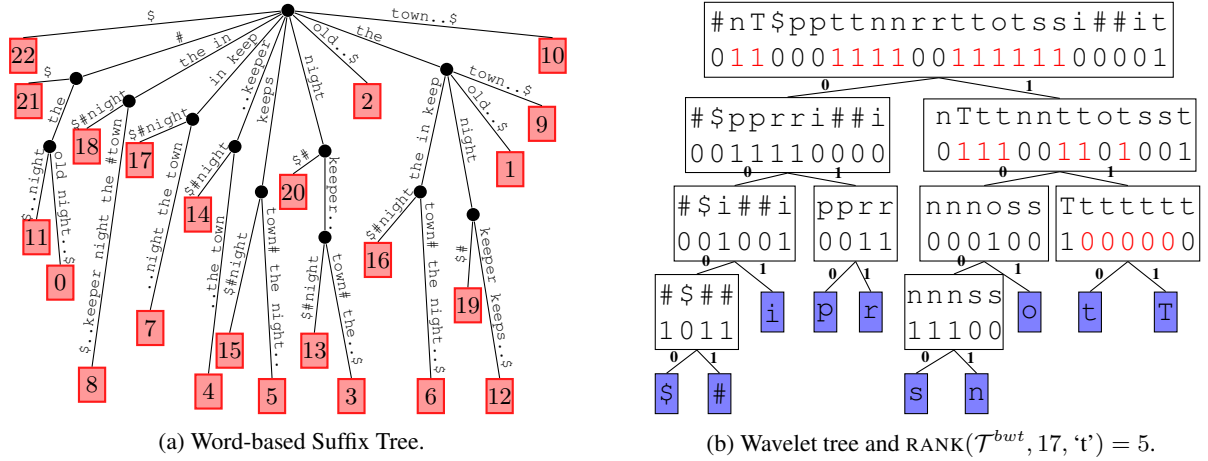 $
#
the in
in keep
..keeper
keeps
night
old..$
the
town..$
22
10
$
the
21
$#night
18
$#night
17
2
the in keep
night
old..$
town..$
9
..night
old night..$
$..keeper night the #town
..night the town
$#night
14
..the town
$#night
town# the night..
#$
20
keeper...
1
11
0
$#night
16
town# the night..$
#$
19
keeper keeps..$
7
15
$#night
13
town# the..$
8
4
5
3
6
12
(a) Word-based Suffix Tree.
#nT$ppttnnrrttotssi##it
01100011110011111100001
0 1
#$pprri##i
0011110000
nTttnnttotsst
0111001101001
0 1
0 1
#$i##i
001001
pprr
0011
nnnoss
000100
Ttttttt
1000000
0 1
0 1
0 1
0 1
#$##
1011
i
p
r
nnnss
11100
o
t
T
0 1
0 1
$
#
s
n
(b) Wavelet tree and RANK(𝒯^{bwt}, 17, ‘t’) = 5.